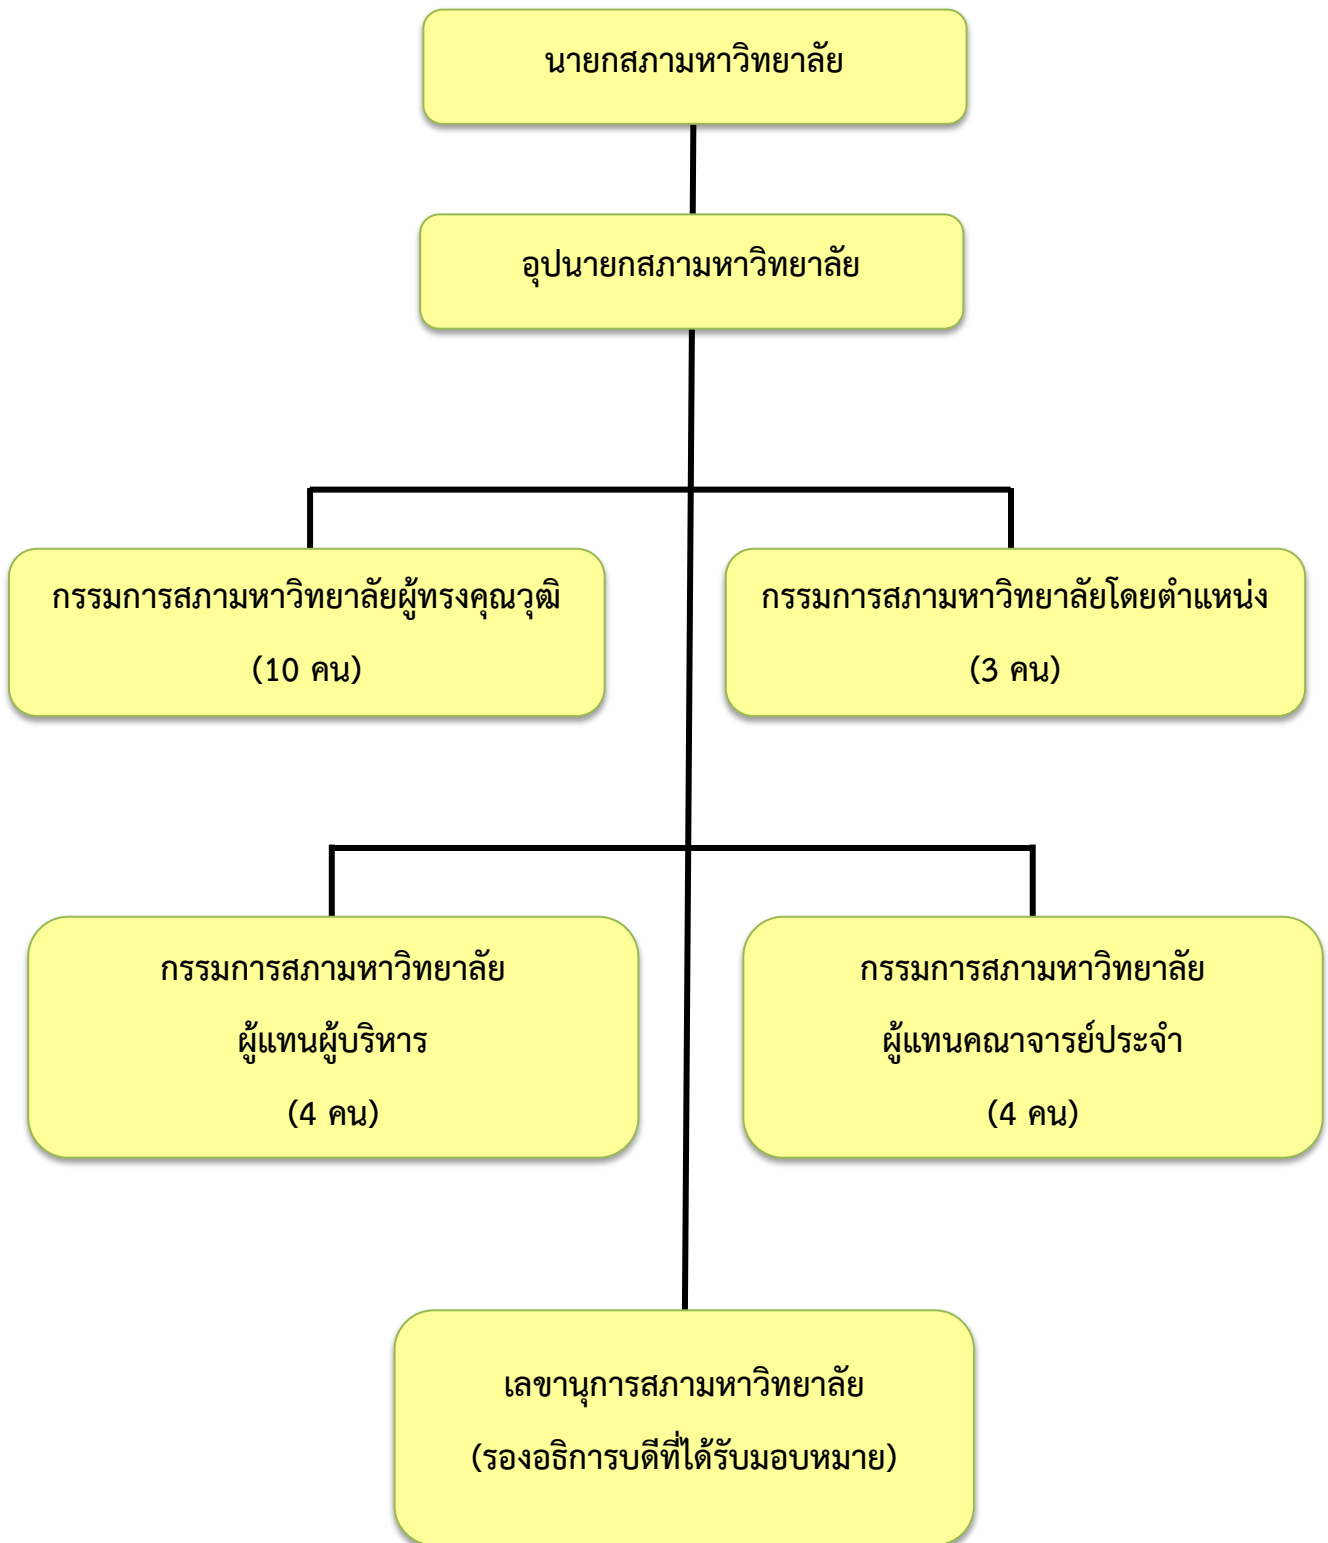 นายกสภามหาวิทยาลัย
อุปนายกสภามหาวิทยาลัย
กรรมการสภามหาวิทยาลัยผู้ทรงคุณวุฒิ
(10 คน)
กรรมการสภามหาวิทยาลัยโดยตำแหน่ง
(3 คน)
กรรมการสภามหาวิทยาลัย
ผู้แทนผู้บริหาร
(4 คน)
กรรมการสภามหาวิทยาลัย
ผู้แทนคณาจารย์ประจำ
(4 คน)
เลขานุการสภามหาวิทยาลัย
(รองอธิการบดีที่ได้รับมอบหมาย)